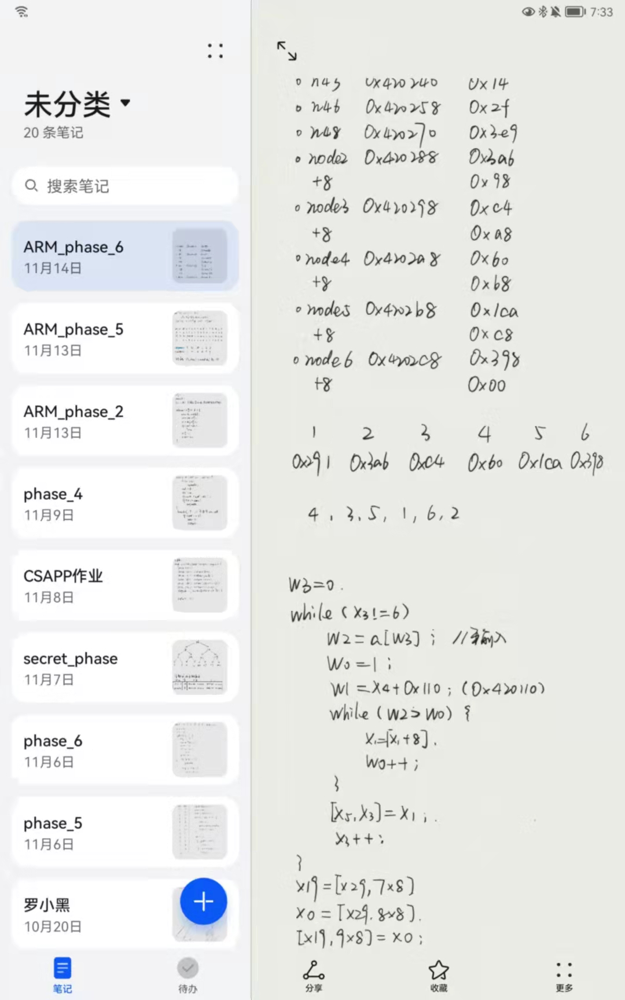 7:33
未分类
20 条笔记
搜索笔记
ARM_phase_6
11月14日
ARM_phase_5
11月13日
ARM_phase_2
11月13日
phase_4
11月9日
CSAPP作业
11月8日
secret_phase
11月7日
phase_6
11月6日
phase_5
11月6日
罗小黑
10月20日
笔记
待办
n43 0x420240 0x14
n46 0x420258 0x2f
n48 0x420270 0x3e9
node2 0x420288 0x3ab
+8 0x98
node3 0x420298 0xc4
+8 0xa8
node4 0x4202a8 0x60
+8 0xb8
node5 0x4202b8 0x1ca
+8 0xc8
node6 0x4202c8 0x398
+8 0x00
1 2 3 4 5 6
0x291 0x3ab 0xc4 0x60 0x1ca 0x398
4, 3, 5, 1, 6, 2
W3=0.
while (X3!=6)
W2=a[W3]; //输入
W0=1;
W1=X4+0x110; (0x420110)
while (W2>W0) {
X1=[X1+8].
W0++;
}
[X5,X3]=X1;
X3++;
}
X19=[X29,7x8]
X0=[X29.8x8].
[X19,9x8]=X0;
分享
收藏
更多